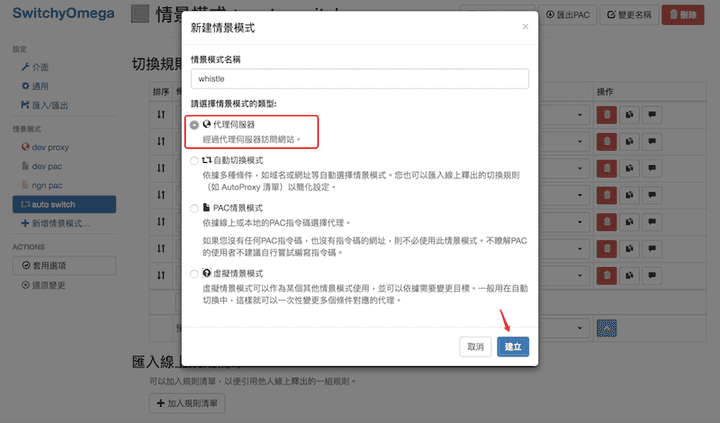 SwitchyOmega
新建情景模式
×
匯出PAC
變更名稱
刪除
設定
介面
通用
匯入/匯出
情景模式
dev proxy
dev pac
ngn pac
auto switch
新增情景模式…
ACTIONS
套用選項
還原變更
情景模式名稱
whistle
請選擇情景模式的類型:
代理伺服器
經過代理伺服器訪問網站。
自動切換模式
依據多種條件，如域名或網址等自動選擇情景模式。您也可以匯入線上釋出的切換規則
（如 AutoProxy 清單）以簡化設定。
PAC情景模式
依據線上或本地的PAC指令碼選擇代理。
如果您沒有任何PAC指令碼，也沒有指令碼的網址，則不必使用此情景模式。不瞭解PAC
的使用者不建議自行嘗試編寫指令碼。
虛擬情景模式
虛擬情景模式可以作為某個其他情景模式使用，並可以依據需要變更目標。一般用在自動
切換中，這樣就可以一次性變更多個條件對應的代理。
取消
建立
切換規則
排序
操作
匯入線上
可以加入規則清單，以便引用他人線上釋出的一組規則。
加入規則清單